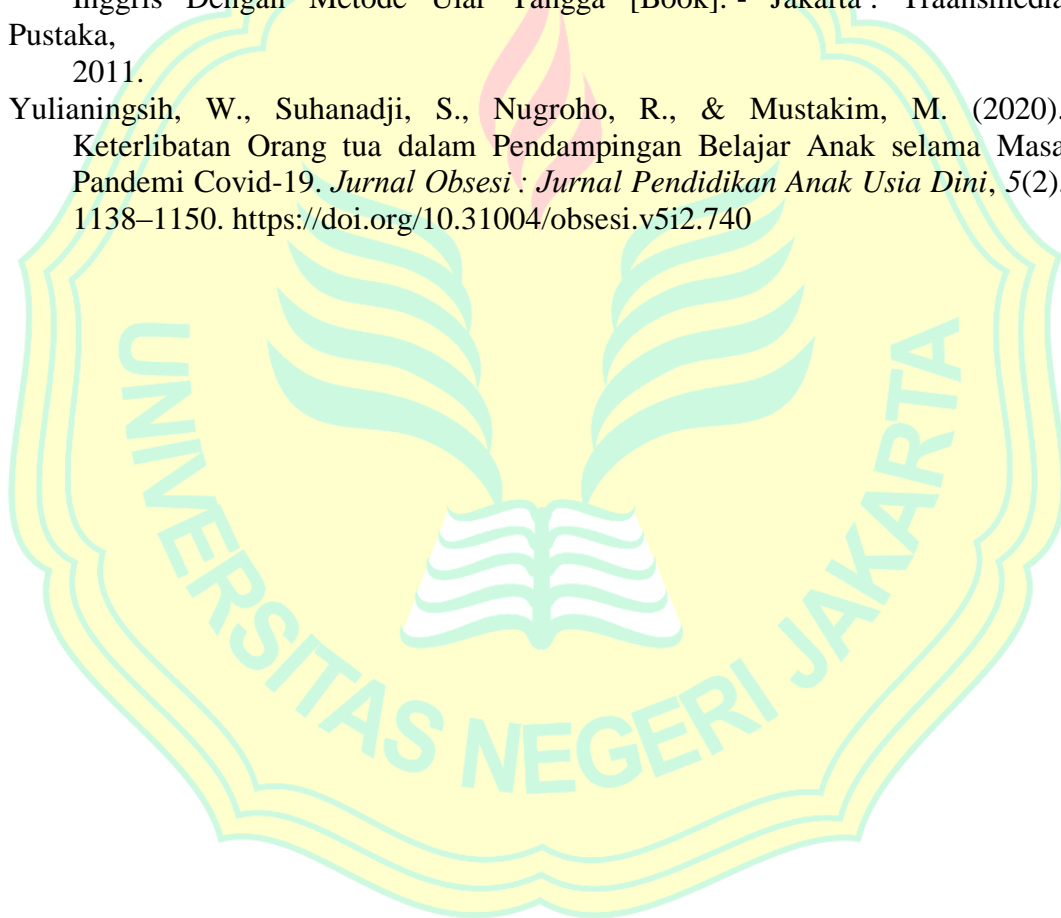 Inggris Dengan Metode Ular Tangga [Book]. - Jakarta : Traansmedia
Pustaka,
2011.
Yulianingsih, W., Suhanadji, S., Nugroho, R., & Mustakim, M. (2020).
Keterlibatan Orang tua dalam Pendampingan Belajar Anak selama Masa
Pandemi Covid-19. Jurnal Obsesi : Jurnal Pendidikan Anak Usia Dini, 5(2),
1138–1150. https://doi.org/10.31004/obsesi.v5i2.740
UNIVERSITAS NEGERI JAKARTA